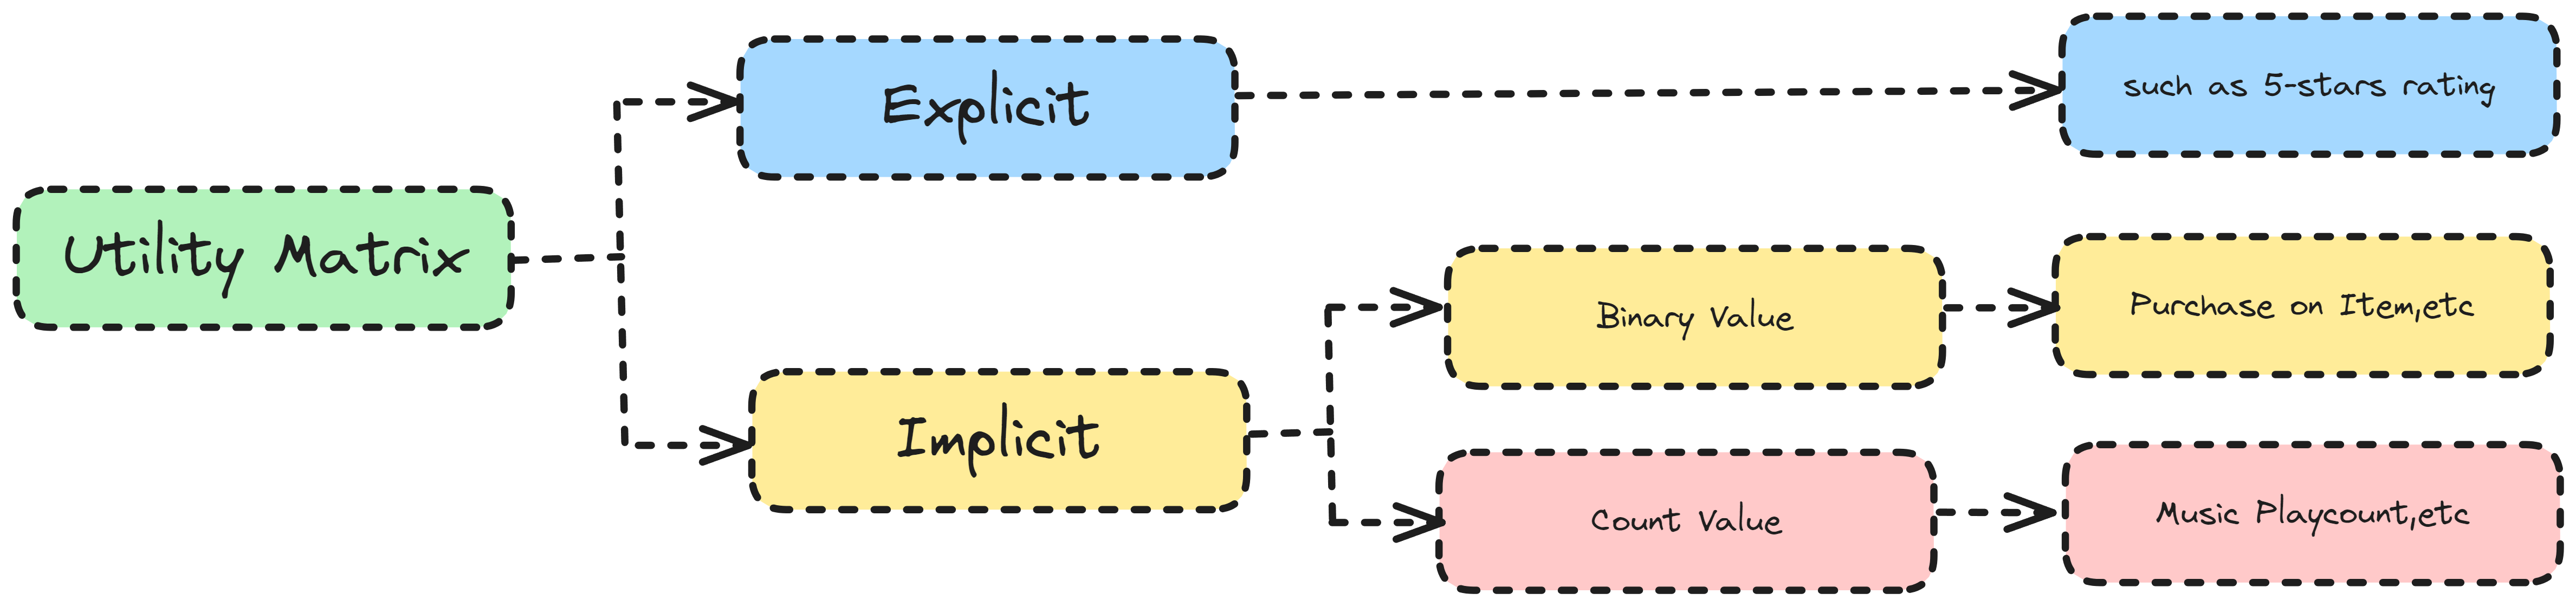 Utility Matrix
Explicit
such as 5-stars rating
Implicit
Binary Value
Purchase on Item,etc
Count Value
Music Playcount,etc